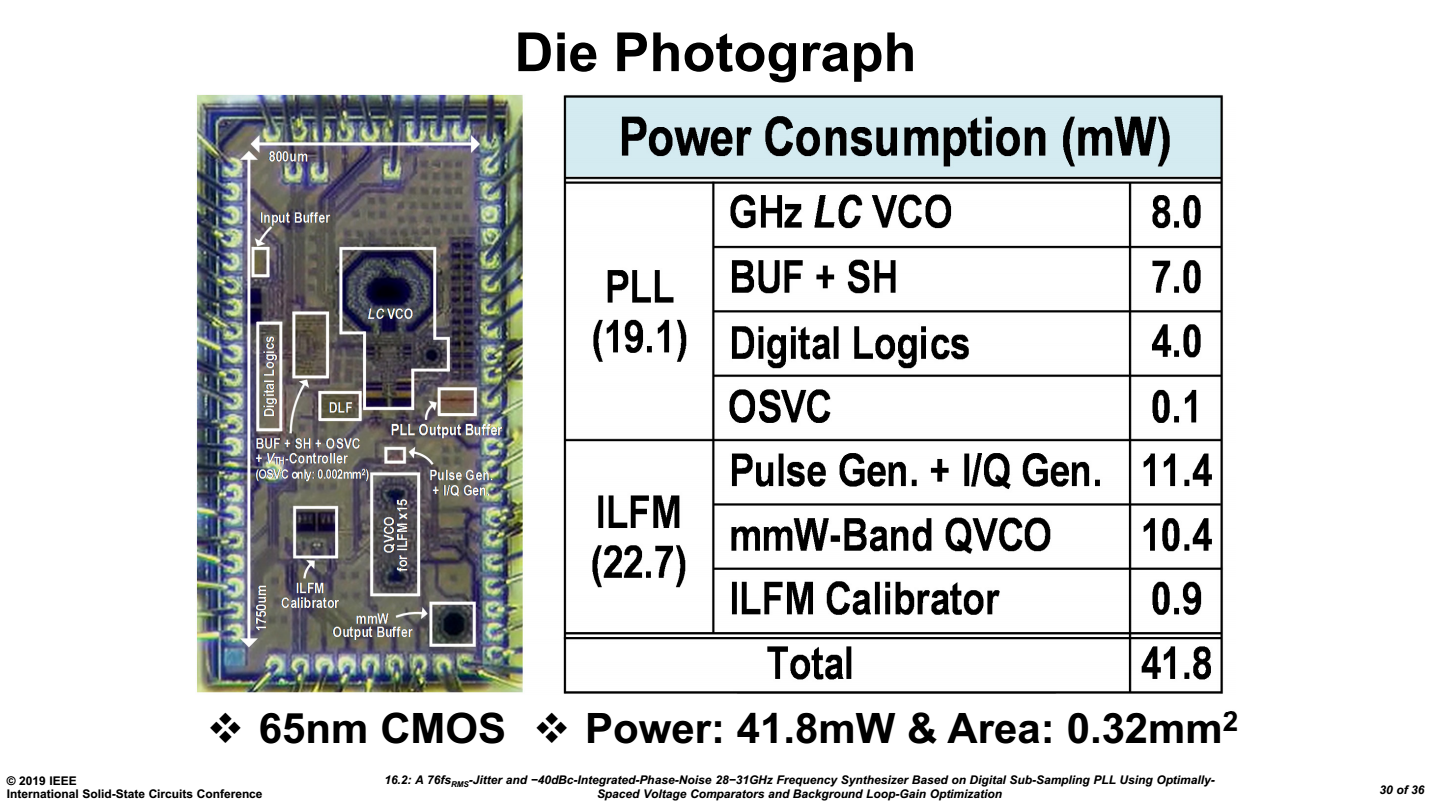 Die Photograph
800um
Input Buffer
LC VCO
Digital Logics
DLF
PLL Output Buffer
BUF + SH + OSVC
+ VTH-Controller
(OSVC only: 0.002mm²)
Pulse Gen.
+ I/Q Gen.
QVCO
for ILFM x15
ILFM
Calibrator
1750um
mmW
Output Buffer
Power Consumption (mW)
PLL
(19.1)
GHz LC VCO 8.0
BUF + SH 7.0
Digital Logics 4.0
OSVC 0.1
ILFM
(22.7)
Pulse Gen. + I/Q Gen. 11.4
mmW-Band QVCO 10.4
ILFM Calibrator 0.9
Total 41.8
❖ 65nm CMOS ❖ Power: 41.8mW & Area: 0.32mm²
© 2019 IEEE
International Solid-State Circuits Conference
16.2: A 76fsRMS-Jitter and −40dBc-Integrated-Phase-Noise 28−31GHz Frequency Synthesizer Based on Digital Sub-Sampling PLL Using Optimally-
Spaced Voltage Comparators and Background Loop-Gain Optimization
30 of 36